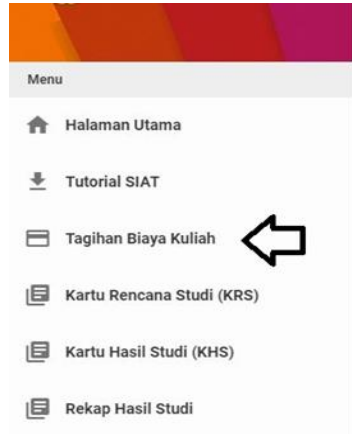 Menu
Halaman Utama
Tutorial SIAT
Tagihan Biaya Kuliah
Kartu Rencana Studi (KRS)
Kartu Hasil Studi (KHS)
Rekap Hasil Studi